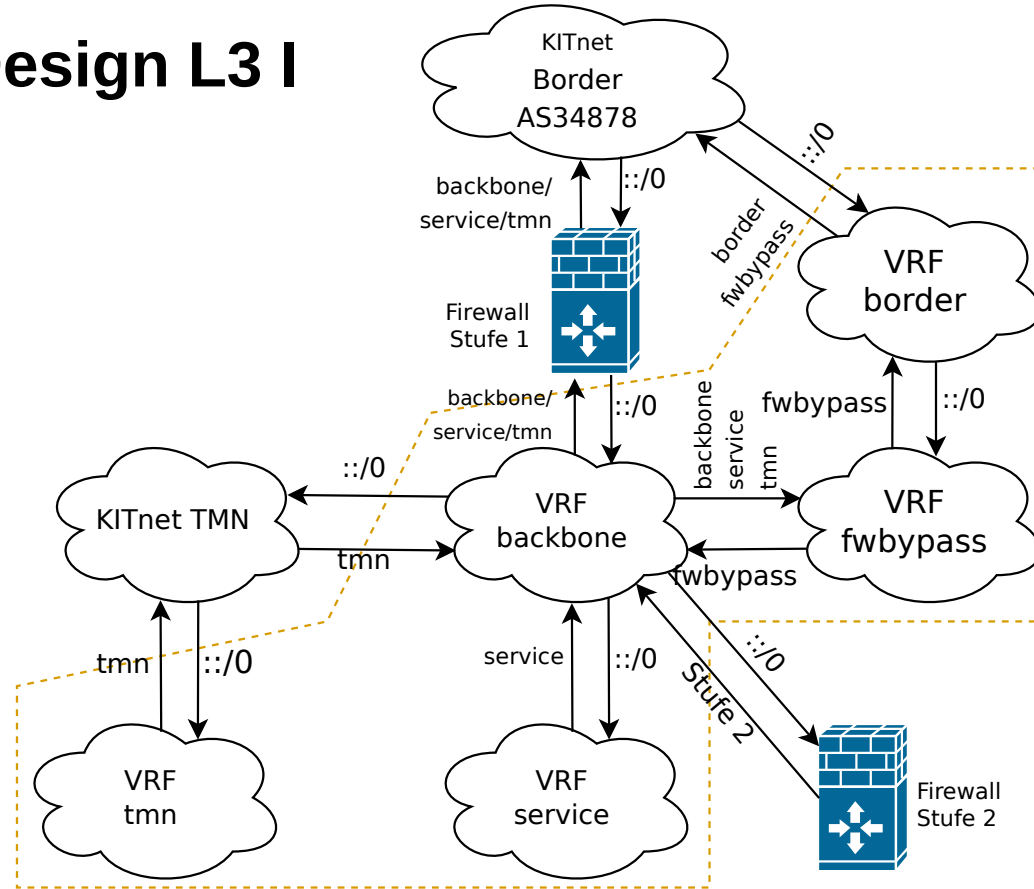 esign L3 I
KITnet
Border
AS34878
::/0
backbone/
service/tmn
::/0
border
fwbypass
VRF
border
Firewall
Stufe 1
backbone/
service/tmn
::/0
backbone
service
tmn
fwbypass
::/0
::/0
KITnet TMN
tmn
VRF
backbone
VRF
fwbypass
fwbypass
tmn
::/0
service
::/0
::/0
Stufe 2
VRF
tmn
VRF
service
Firewall
Stufe 2